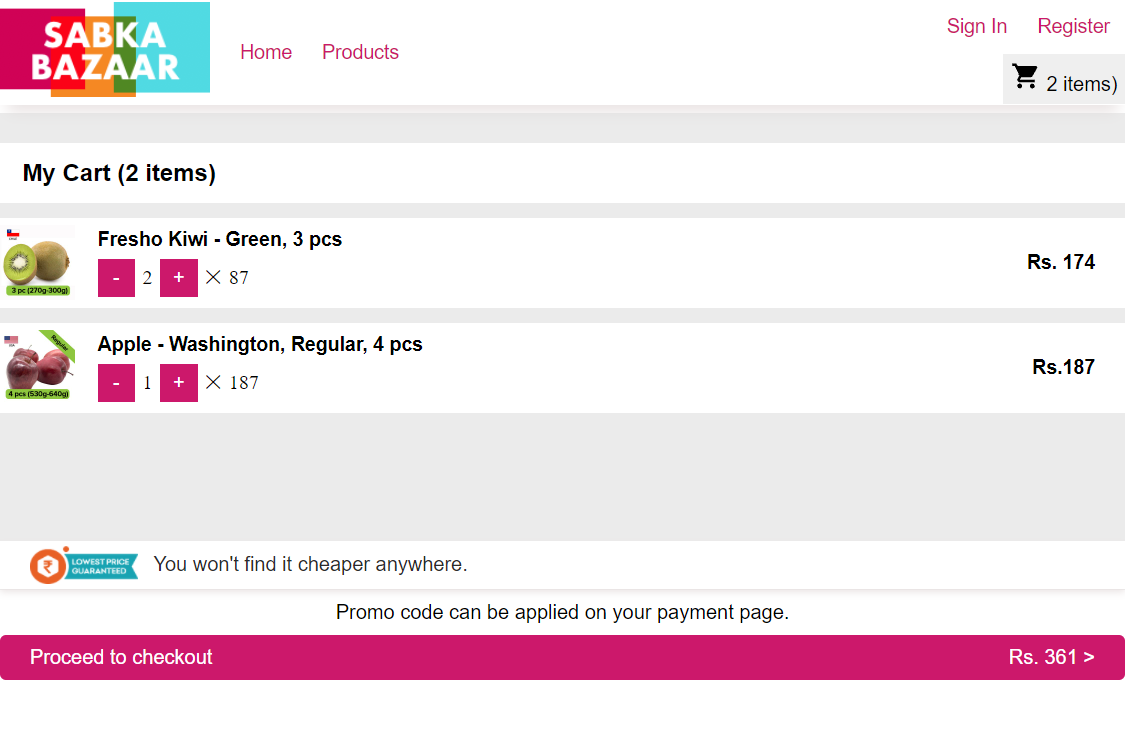 SABKA
BAZAAR
Home
Products
Sign In
Register
2 items)
My Cart (2 items)
Fresho Kiwi - Green, 3 pcs
- 2 + × 87
Rs. 174
3 pc (270g-300g)
Apple - Washington, Regular, 4 pcs
- 1 + × 187
Rs.187
Regular
USA
4 pcs (530g-640g)
₹ LOWEST PRICE
GUARANTEED
You won't find it cheaper anywhere.
Promo code can be applied on your payment page.
Proceed to checkout
Rs. 361 >